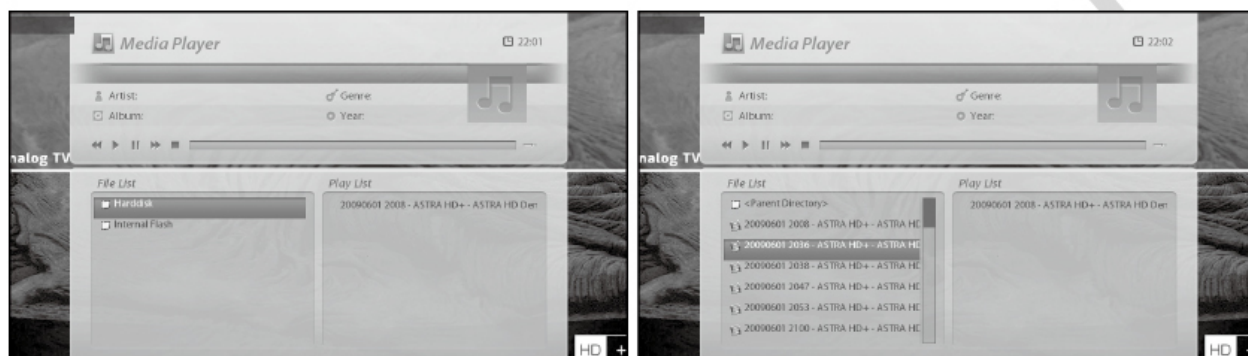 Media Player
22:01
Artist:
Genre:
Album:
Year:
nalog TV
File List
Play List
Harddisk
20090601 2008 - ASTRA HD+ - ASTRA HD Den
Internal Flash
HD +
Media Player
22:02
Artist:
Genre:
Album:
Year:
nalog TV
File List
Play List
<Parent Directory>
20090601 2008 - ASTRA HD+ - ASTRA HD Den
20090601 2008 - ASTRA HD+ - ASTRA HD
20090601 2036 - ASTRA HD+ - ASTRA HD
20090601 2038 - ASTRA HD+ - ASTRA HD
20090601 2047 - ASTRA HD+ - ASTRA HD
20090601 2053 - ASTRA HD+ - ASTRA HD
20090601 2100 - ASTRA HD+ - ASTRA HD
HD